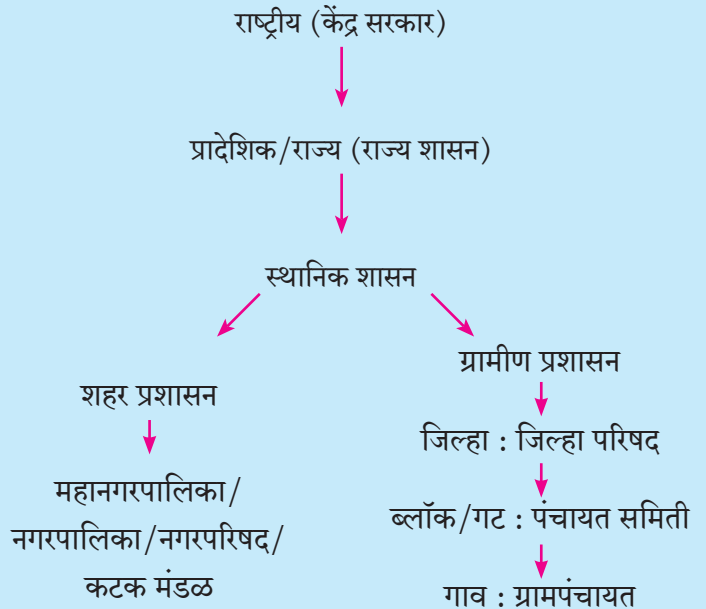 राष्ट्रीय (केंद्र सरकार)
प्रादेशिक/राज्य (राज्य शासन)
स्थानिक शासन
शहर प्रशासन
महानगरपालिका/
नगरपालिका/नगरपरिषद/
कटक मंडळ
ग्रामीण प्रशासन
जिल्हा : जिल्हा परिषद
ब्लॉक/गट : पंचायत समिती
गाव : ग्रामपंचायत